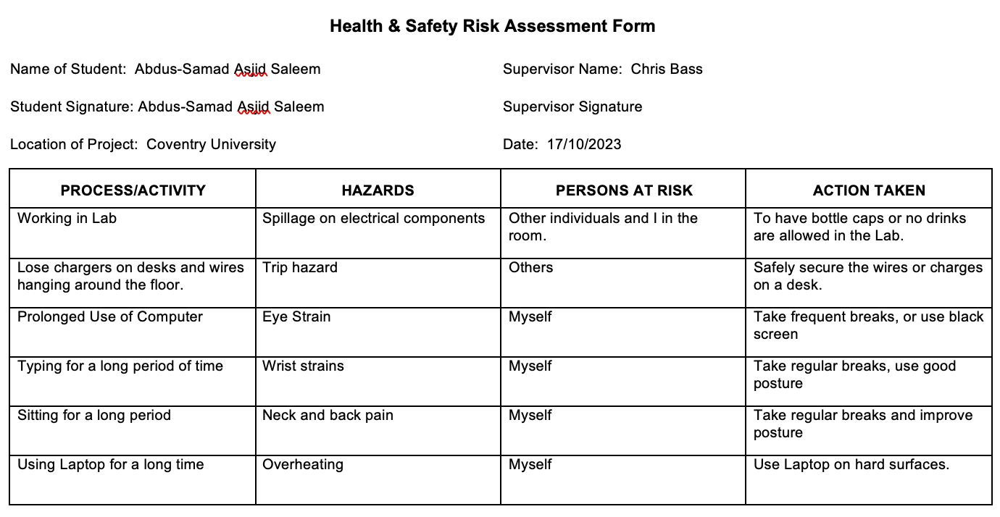 Health & Safety Risk Assessment Form
Name of Student:  Abdus-Samad Asjid Saleem
Supervisor Name:  Chris Bass
Student Signature: Abdus-Samad Asjid Saleem
Supervisor Signature
Location of Project:  Coventry University
Date:  17/10/2023
PROCESS/ACTIVITY
HAZARDS
PERSONS AT RISK
ACTION TAKEN
Working in Lab
Spillage on electrical components
Other individuals and I in the
room.
To have bottle caps or no drinks
are allowed in the Lab.
Lose chargers on desks and wires
hanging around the floor.
Trip hazard
Others
Safely secure the wires or charges
on a desk.
Prolonged Use of Computer
Eye Strain
Myself
Take frequent breaks, or use black
screen
Typing for a long period of time
Wrist strains
Myself
Take regular breaks, use good
posture
Sitting for a long period
Neck and back pain
Myself
Take regular breaks and improve
posture
Using Laptop for a long time
Overheating
Myself
Use Laptop on hard surfaces.